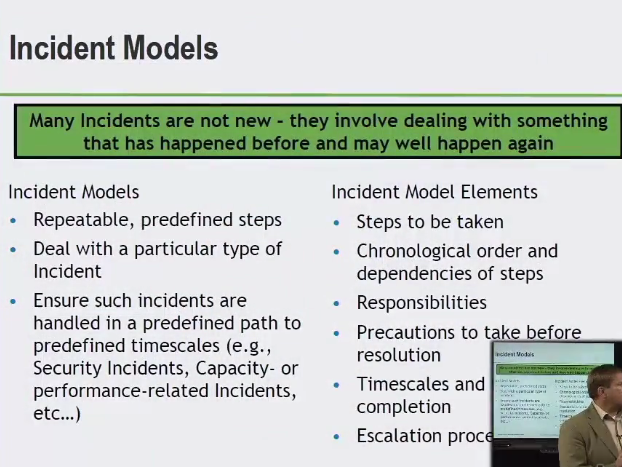 Incident Models
Many Incidents are not new - they involve dealing with something
that has happened before and may well happen again
Incident Models
• Repeatable, predefined steps
• Deal with a particular type of
Incident
• Ensure such incidents are
handled in a predefined path to
predefined timescales (e.g.,
Security Incidents, Capacity- or
performance-related Incidents,
etc…)
Incident Model Elements
• Steps to be taken
• Chronological order and
dependencies of steps
• Responsibilities
• Precautions to take before
resolution
• Timescales and
completion
• Escalation proce
Incident Models